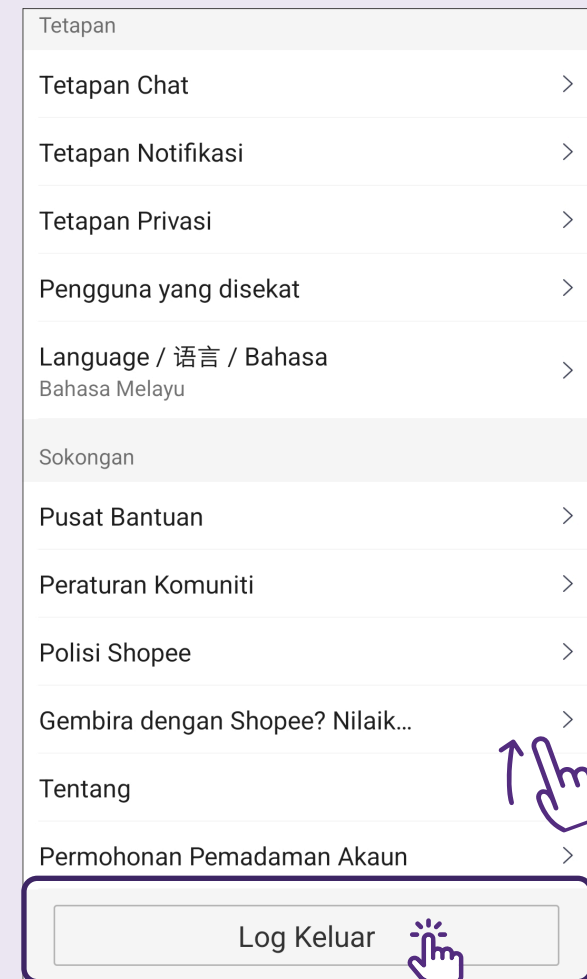 Tetapan
Tetapan Chat
Tetapan Notifikasi
Tetapan Privasi
Pengguna yang disekat
Language / 语言 / Bahasa
Bahasa Melayu
Sokongan
Pusat Bantuan
Peraturan Komuniti
Polisi Shopee
Gembira dengan Shopee? Nilaik...
Tentang
Permohonan Pemadaman Akaun
Log Keluar